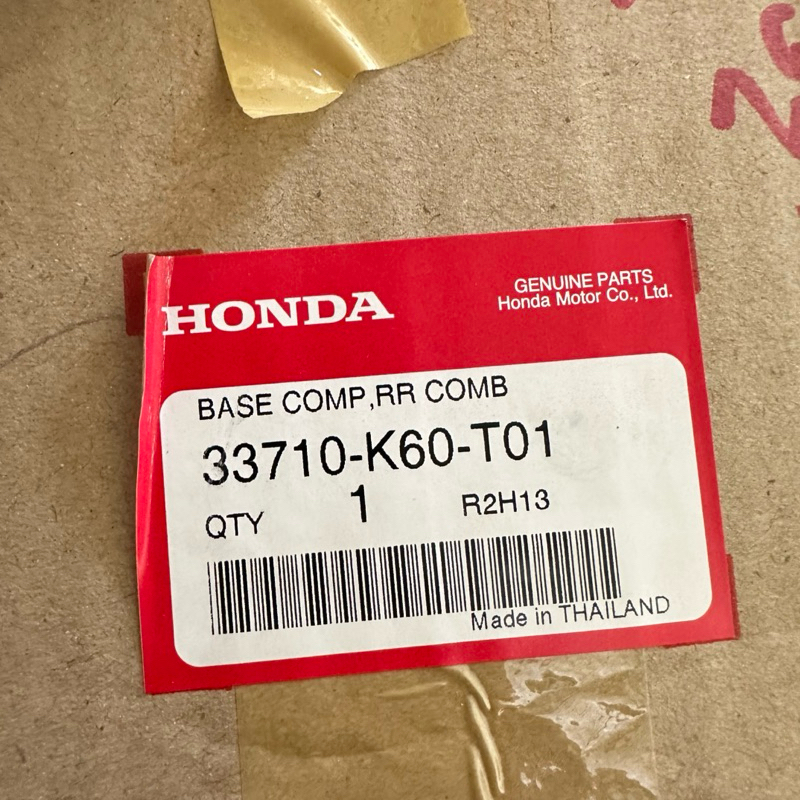 HONDA
GENUINE PARTS
Honda Motor Co., Ltd.
BASE COMP,RR COMB
33710-K60-T01
QTY 1 R2H13
Made in THAILAND